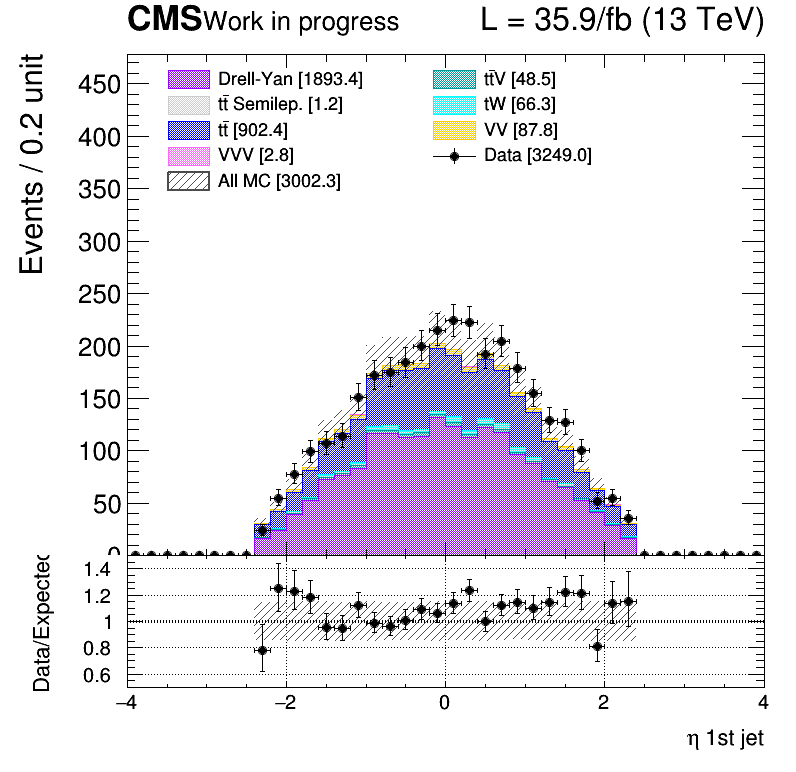 CMS Work in progress L = 35.9/fb (13 TeV)
Events / 0.2 unit
Drell-Yan [1893.4]
tt̄ Semilep. [1.2]
tt̄ [902.4]
VVV [2.8]
All MC [3002.3]
tt̄V [48.5]
tW [66.3]
VV [87.8]
Data [3249.0]
450
400
350
300
250
200
150
100
50
0
Data/Expected
1.4
1.2
1
0.8
0.6
−4 −2 0 2 4
η 1st jet